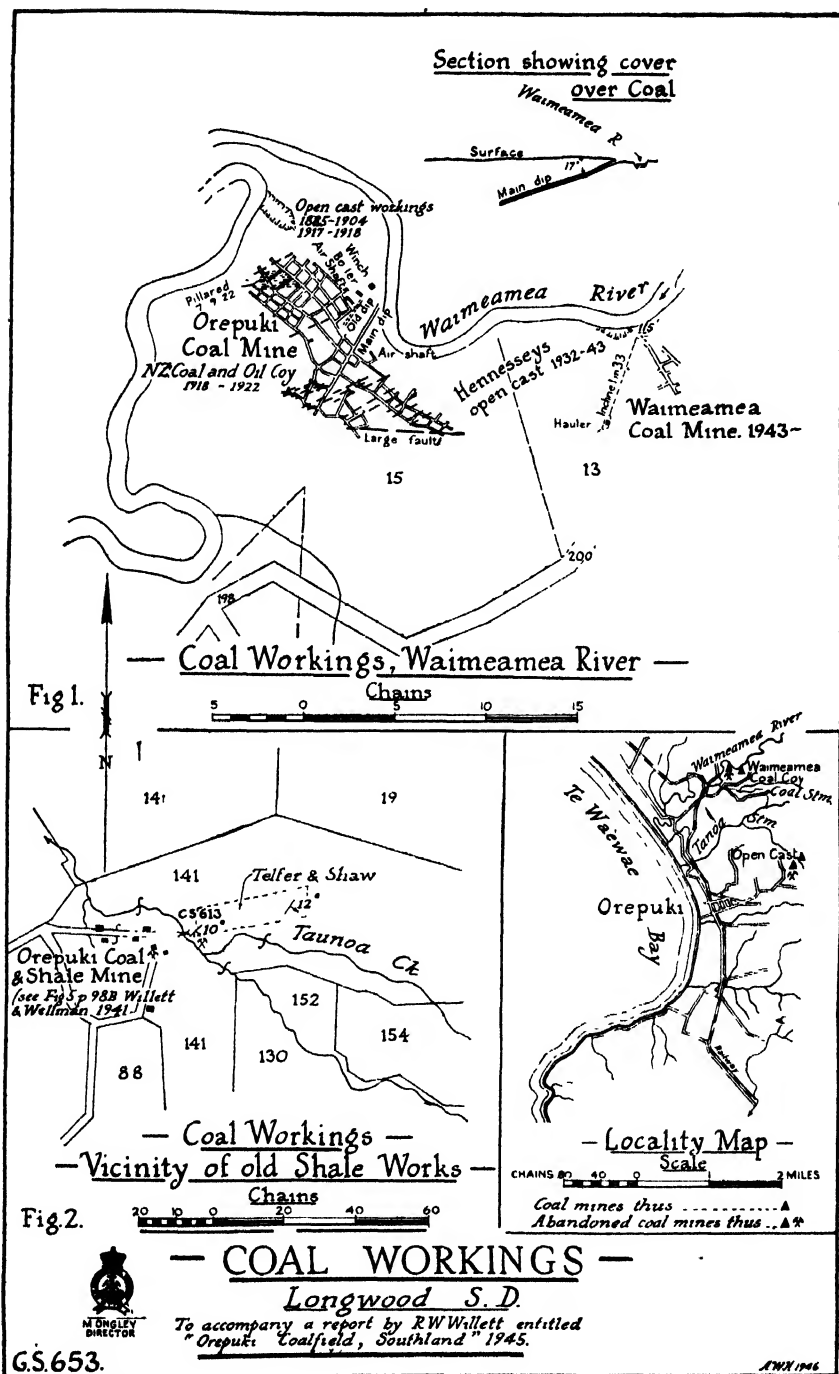 Section showing cover
over Coal
Waimeamea R
Surface
17°
Main dip
Open cast workings
1885-1904
1917-1918
Air Shaft
Boiler
Winch
Pillared
7 9 '22
Old dip
Main dip
Orepuki
Coal Mine
NZ Coal and Oil Coy
1918 - 1922
Air shaft
Large fault
Waimeamea River
Hennesseys
open cast 1932-43
115'
Hauler
Waimeamea
Coal Mine. 1943~
15
13
200'
198
— Coal Workings, Waimeamea River —
Fig 1.
Chains
5 0 5 10 15
N
141
19
141
Telfer & Shaw
CS 613
10°
12°
Taunoa Ck
Orepuki Coal
& Shale Mine
(see Fig 5 p 98B Willett
& Wellman 1941
152
154
141
130
88
— Coal Workings —
— Vicinity of old Shale Works —
Chains
Fig.2.
20 10 0 20 40 60
Waimeamea River
Waimeamea
Coal Coy
Coal Stm.
Te Waewae
Bay
Tanoa Stm.
Open Cast
Orepuki
Railway
— Locality Map —
Scale
CHAINS 80 40 0 1 2 MILES
Coal mines thus
Abandoned coal mines thus
— COAL WORKINGS —
Longwood S. D.
To accompany a report by R W Willett entitled
"Orepuki Coalfield, Southland" 1945.
M. ONGLEY
DIRECTOR
G.S. 653.
1946